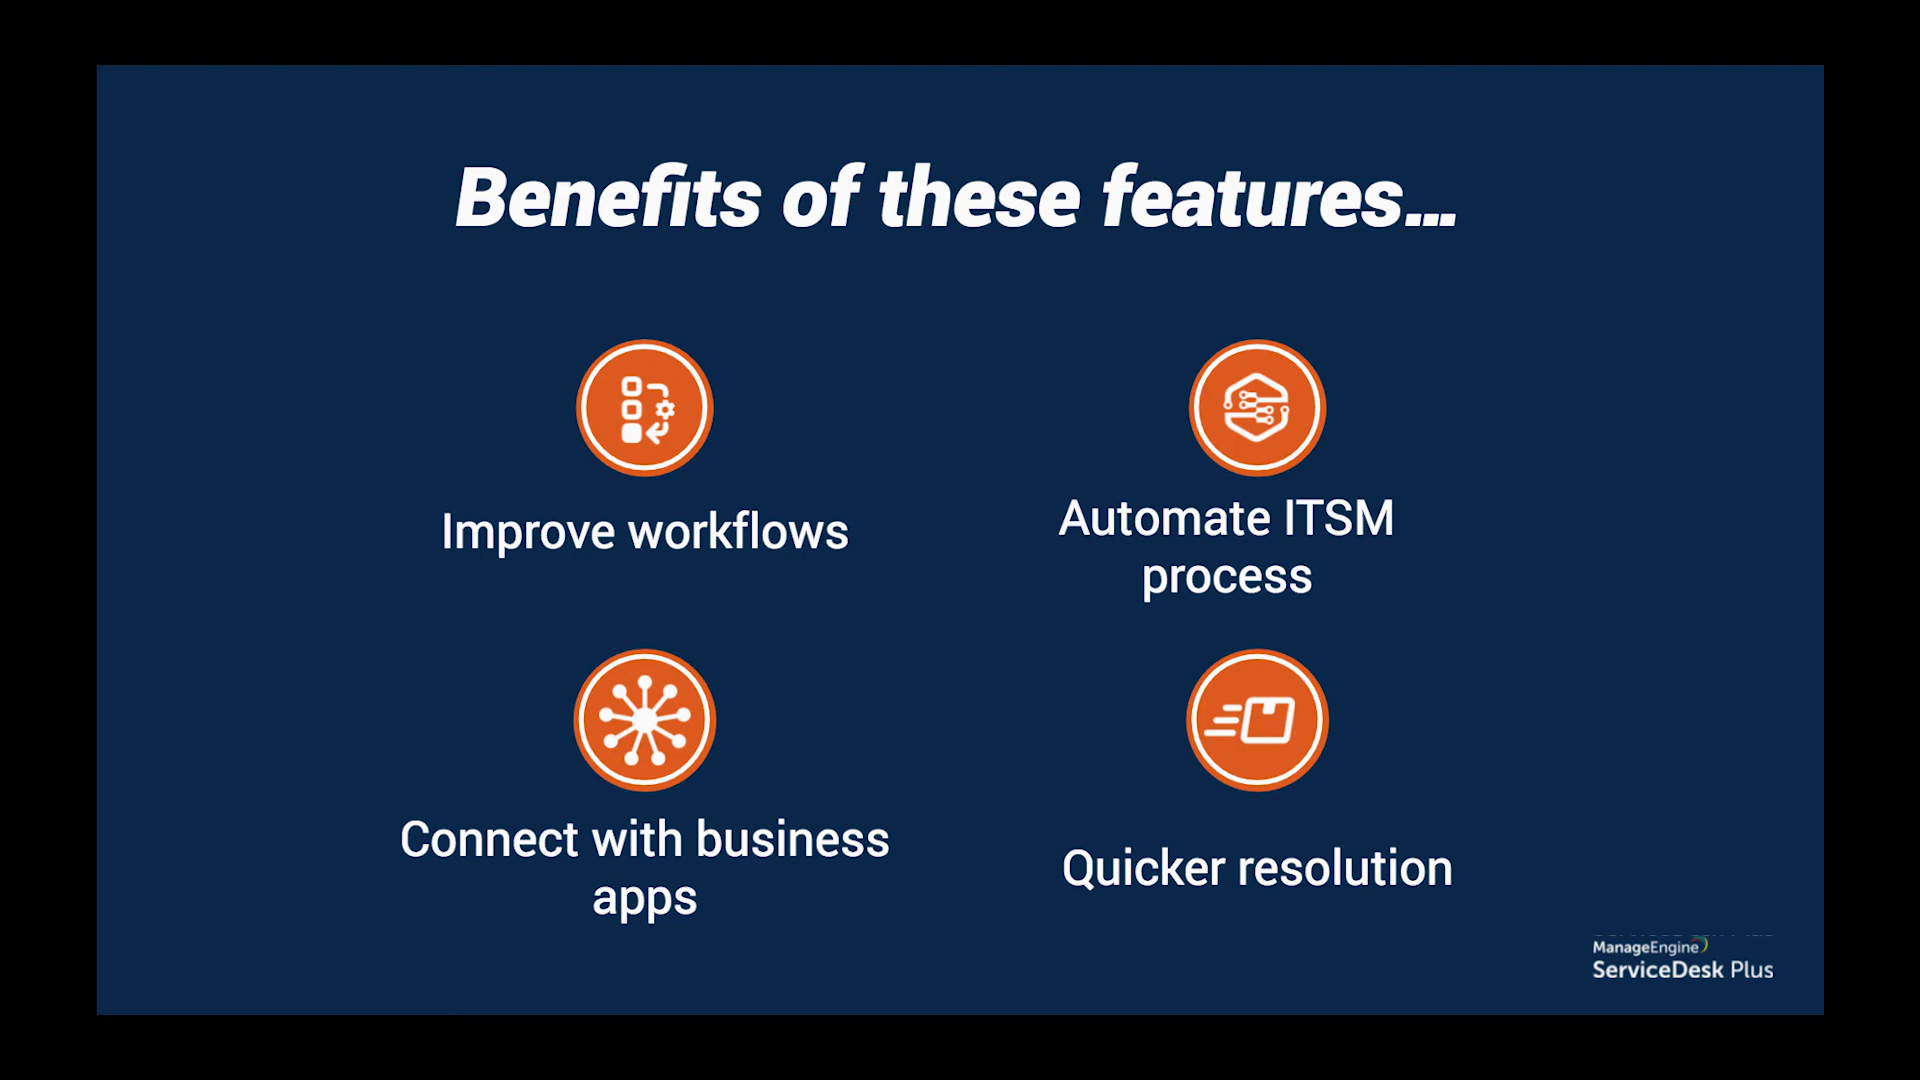 Benefits of these features...
Improve workflows
Automate ITSM
process
Connect with business
apps
Quicker resolution
ManageEngine
ServiceDesk Plus